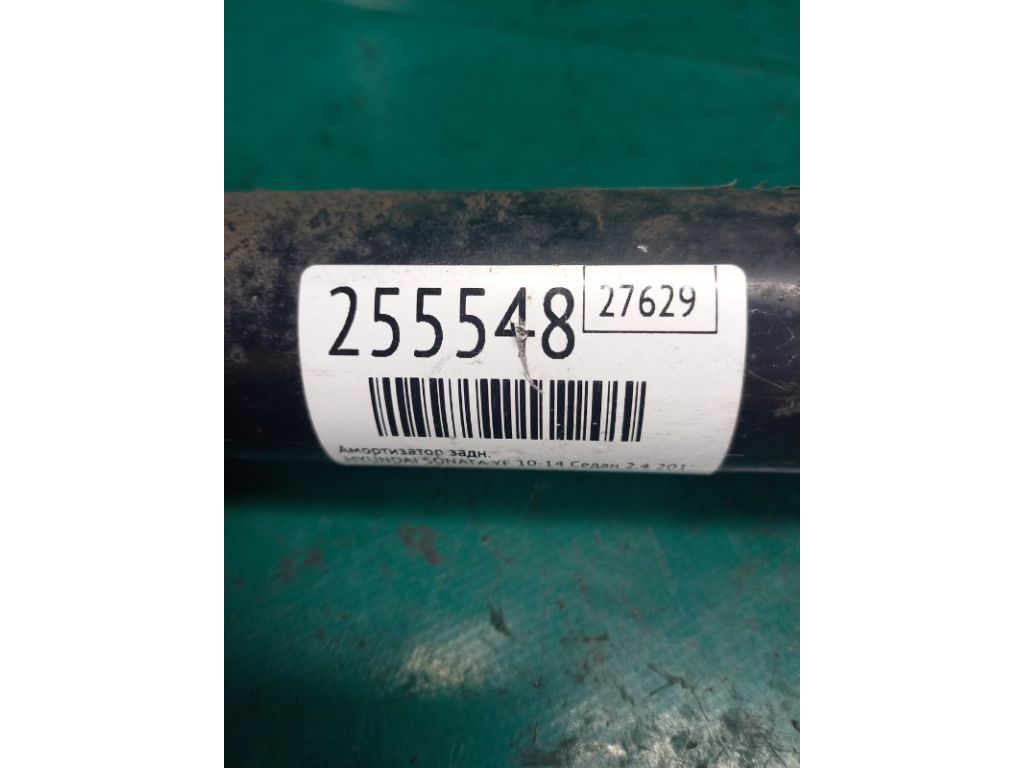 255548
27629
Амортизатор задн.
HYUNDAI SONATA YF 10-14 Седан 2.4